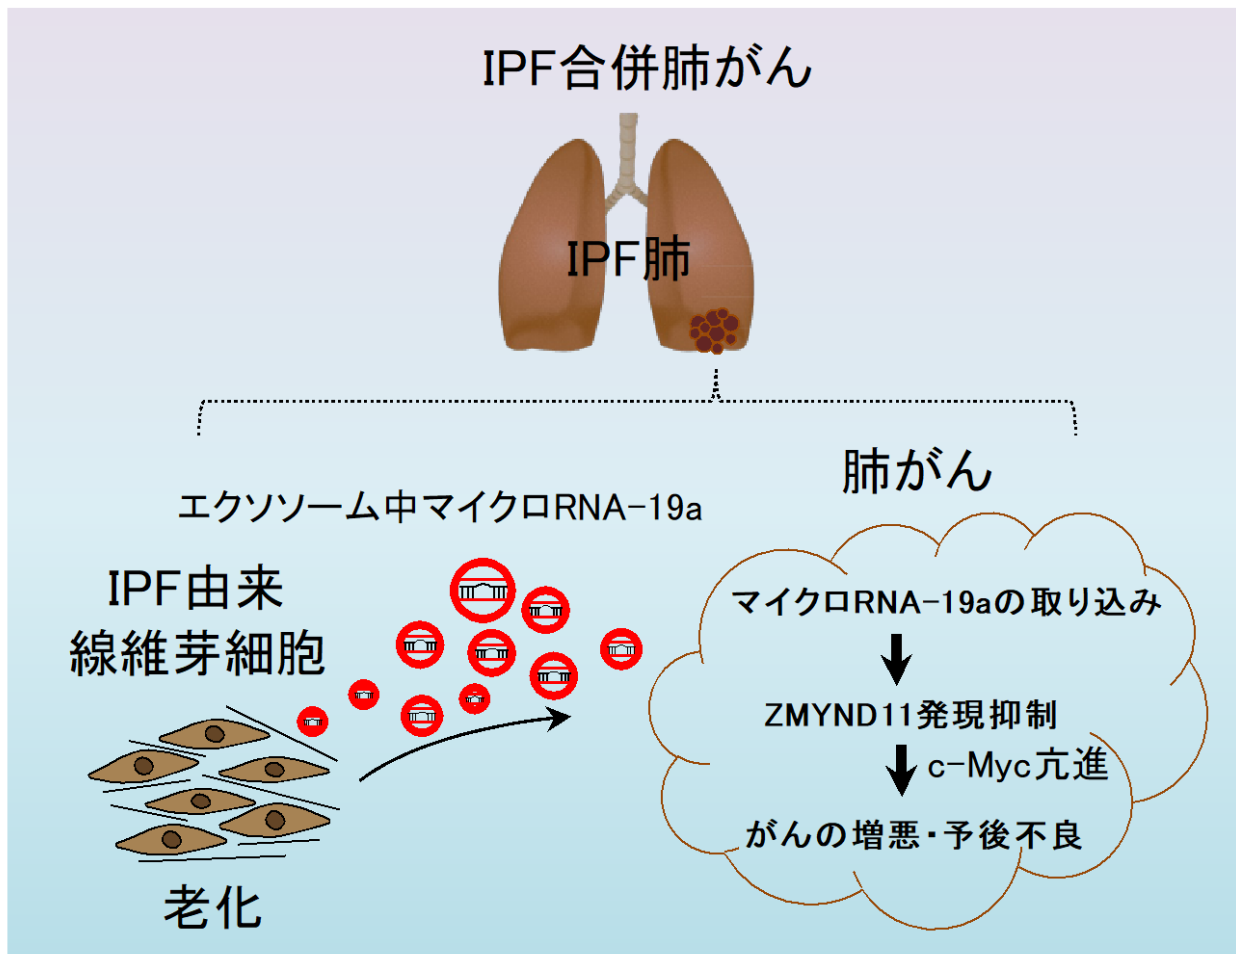 IPF合併肺がん
IPF肺
肺がん
エクソソーム中マイクロRNA-19a
IPF由来
線維芽細胞
老化
マイクロRNA-19aの取り込み
ZMYND11発現抑制
c-Myc亢進
がんの増悪・予後不良